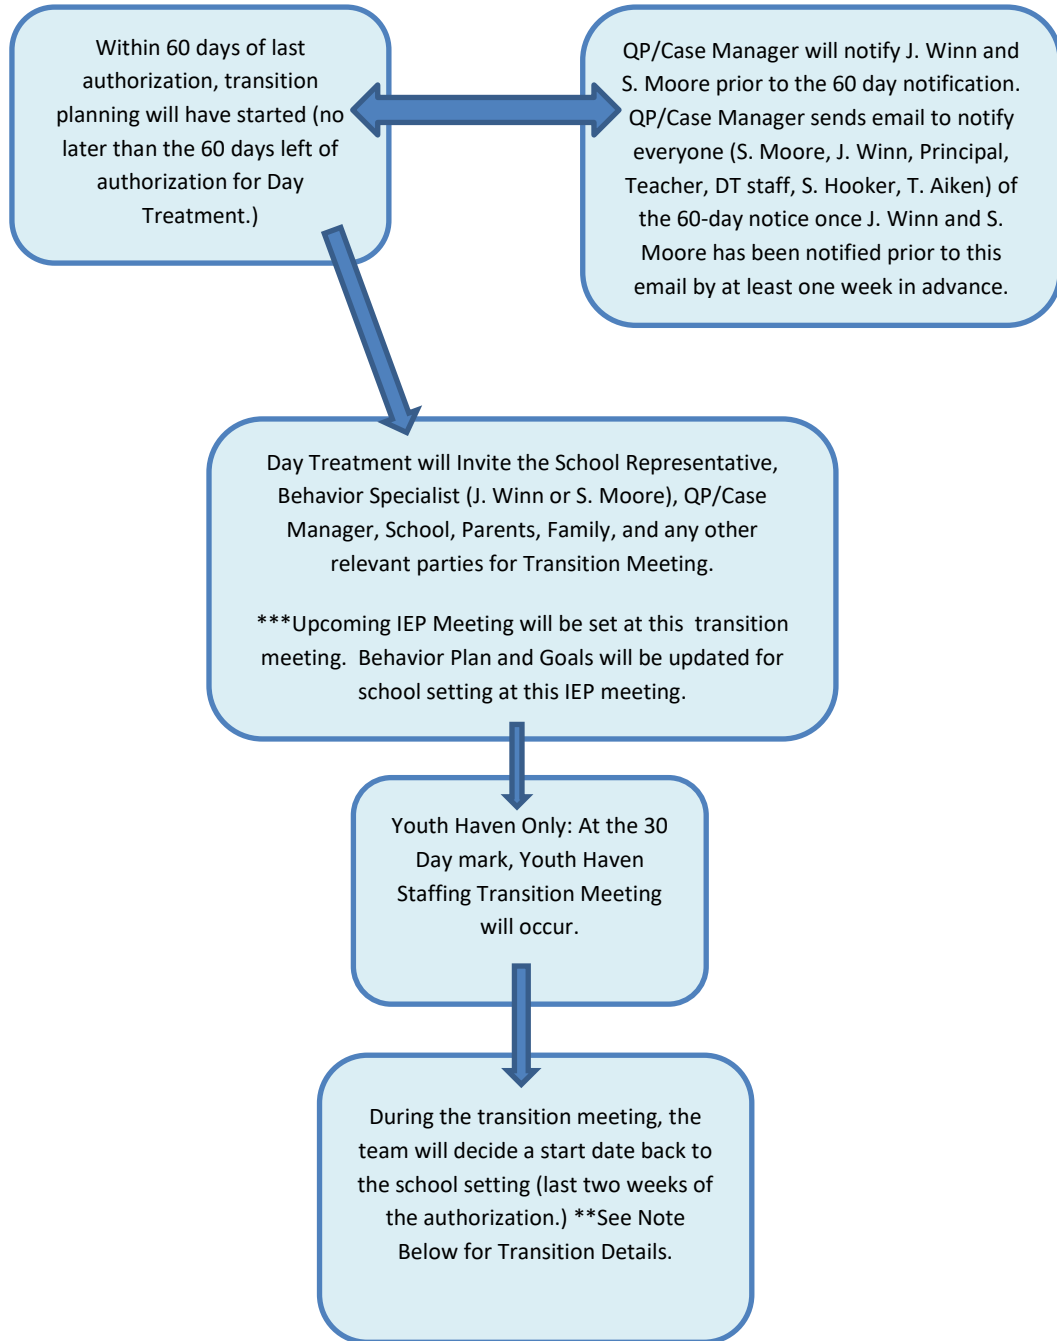 Within 60 days of last
authorization, transition
planning will have started (no
later than the 60 days left of
authorization for Day
Treatment.)
QP/Case Manager will notify J. Winn and
S. Moore prior to the 60 day notification.
QP/Case Manager sends email to notify
everyone (S. Moore, J. Winn, Principal,
Teacher, DT staff, S. Hooker, T. Aiken) of
the 60-day notice once J. Winn and S.
Moore has been notified prior to this
email by at least one week in advance.
Day Treatment will Invite the School Representative,
Behavior Specialist (J. Winn or S. Moore), QP/Case
Manager, School, Parents, Family, and any other
relevant parties for Transition Meeting.
***Upcoming IEP Meeting will be set at this  transition
meeting.  Behavior Plan and Goals will be updated for
school setting at this IEP meeting.
Youth Haven Only: At the 30
Day mark, Youth Haven
Staffing Transition Meeting
will occur.
During the transition meeting, the
team will decide a start date back to
the school setting (last two weeks of
the authorization.) **See Note
Below for Transition Details.